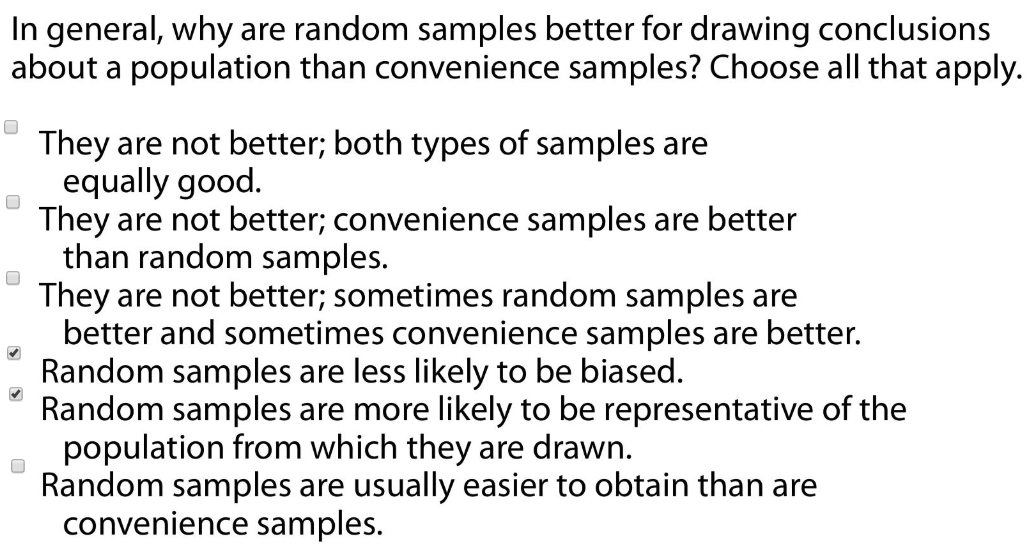 In general, why are random samples better for drawing conclusions
about a population than convenience samples? Choose all that apply.
They are not better; both types of samples are
equally good.
They are not better; convenience samples are better
than random samples.
They are not better; sometimes random samples are
better and sometimes convenience samples are better.
Random samples are less likely to be biased.
Random samples are more likely to be representative of the
population from which they are drawn.
Random samples are usually easier to obtain than are
convenience samples.